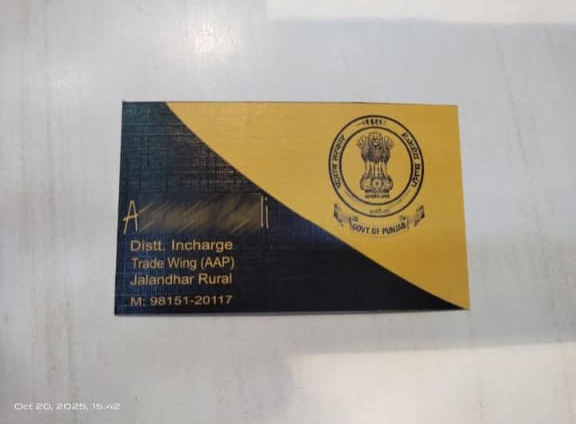 GOVT. OF PUNJAB
Distt. Incharge
Trade Wing (AAP)
Jalandhar Rural
M: 98151-20117
Oct 20, 2025, 15:42